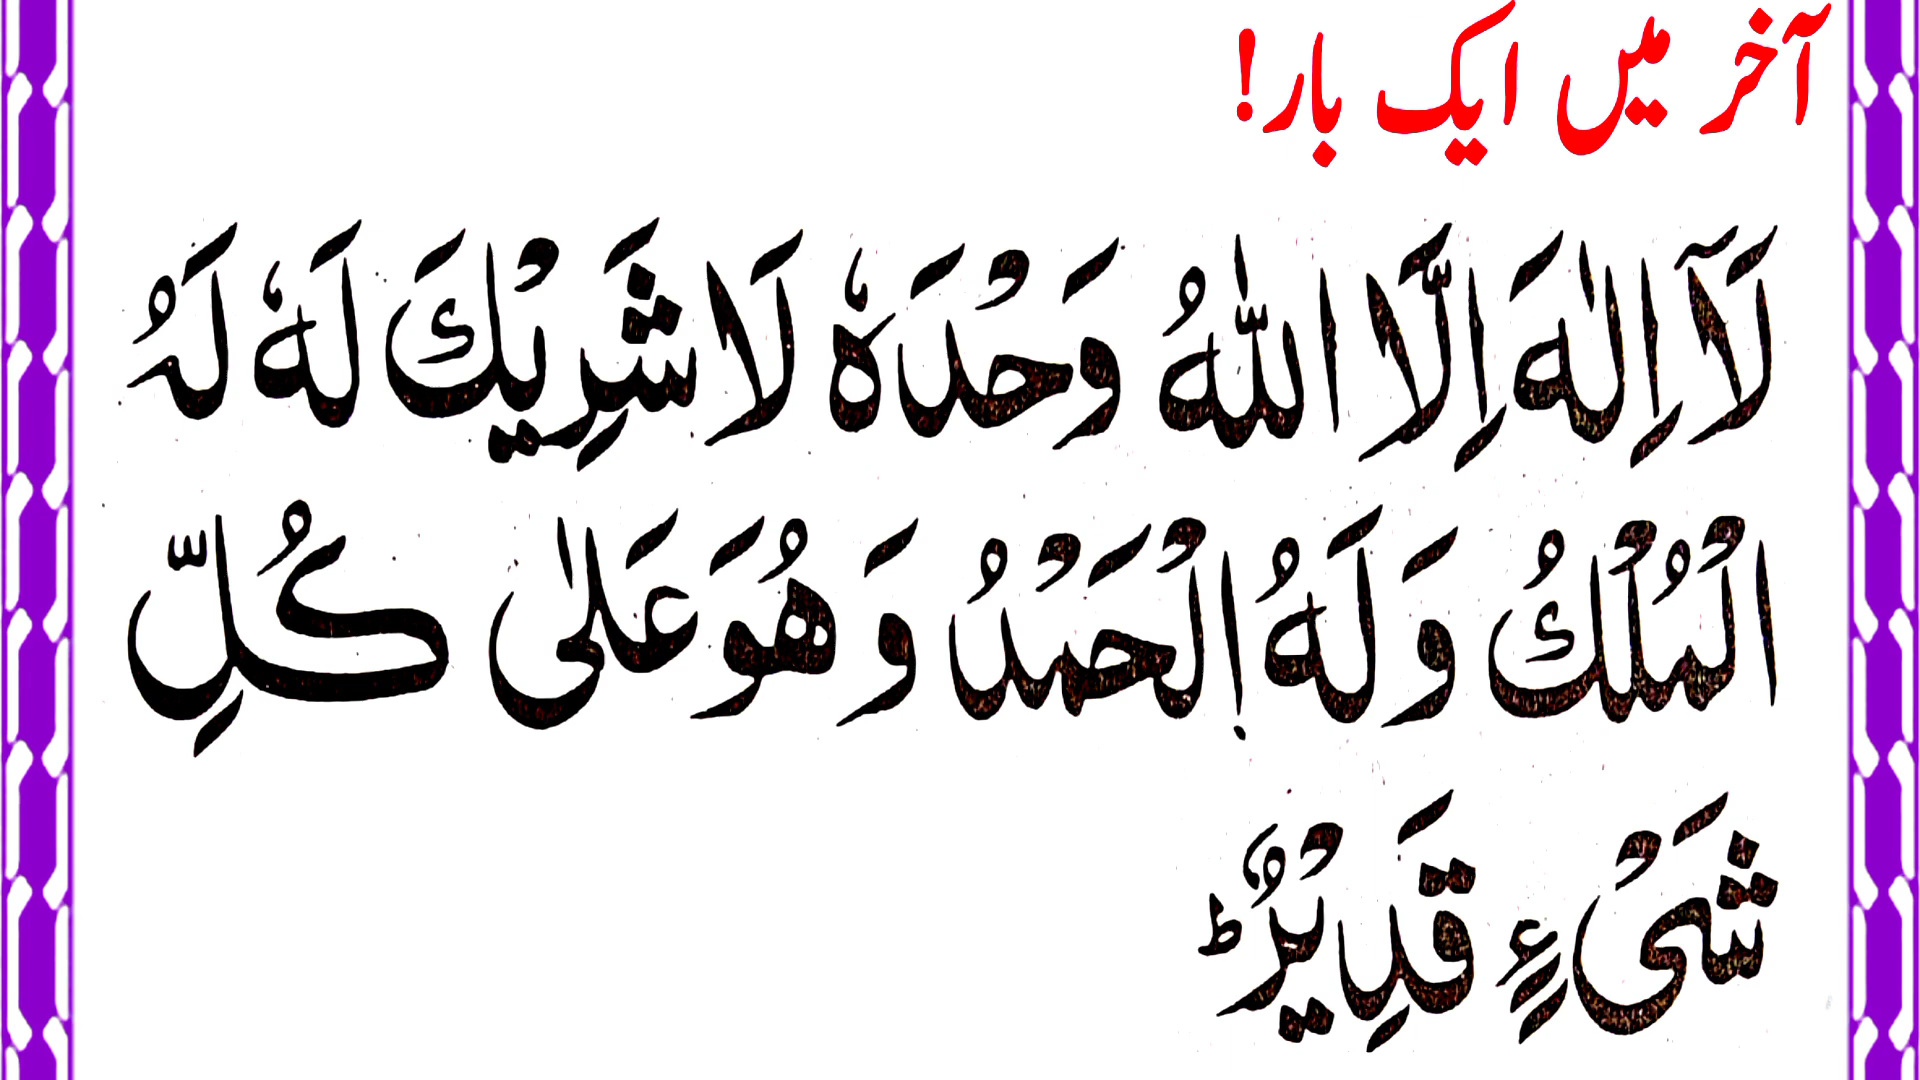 آخر میں ایک بار!
لَآ اِلٰهَ اِلَّا اللّٰهُ وَحْدَهٗ لَا شَرِيْكَ لَهٗ لَهُ
الْمُلْكُ وَلَهُ الْحَمْدُ وَهُوَ عَلٰى كُلِّ
شَىْءٍ قَدِيْرٌ ؕ